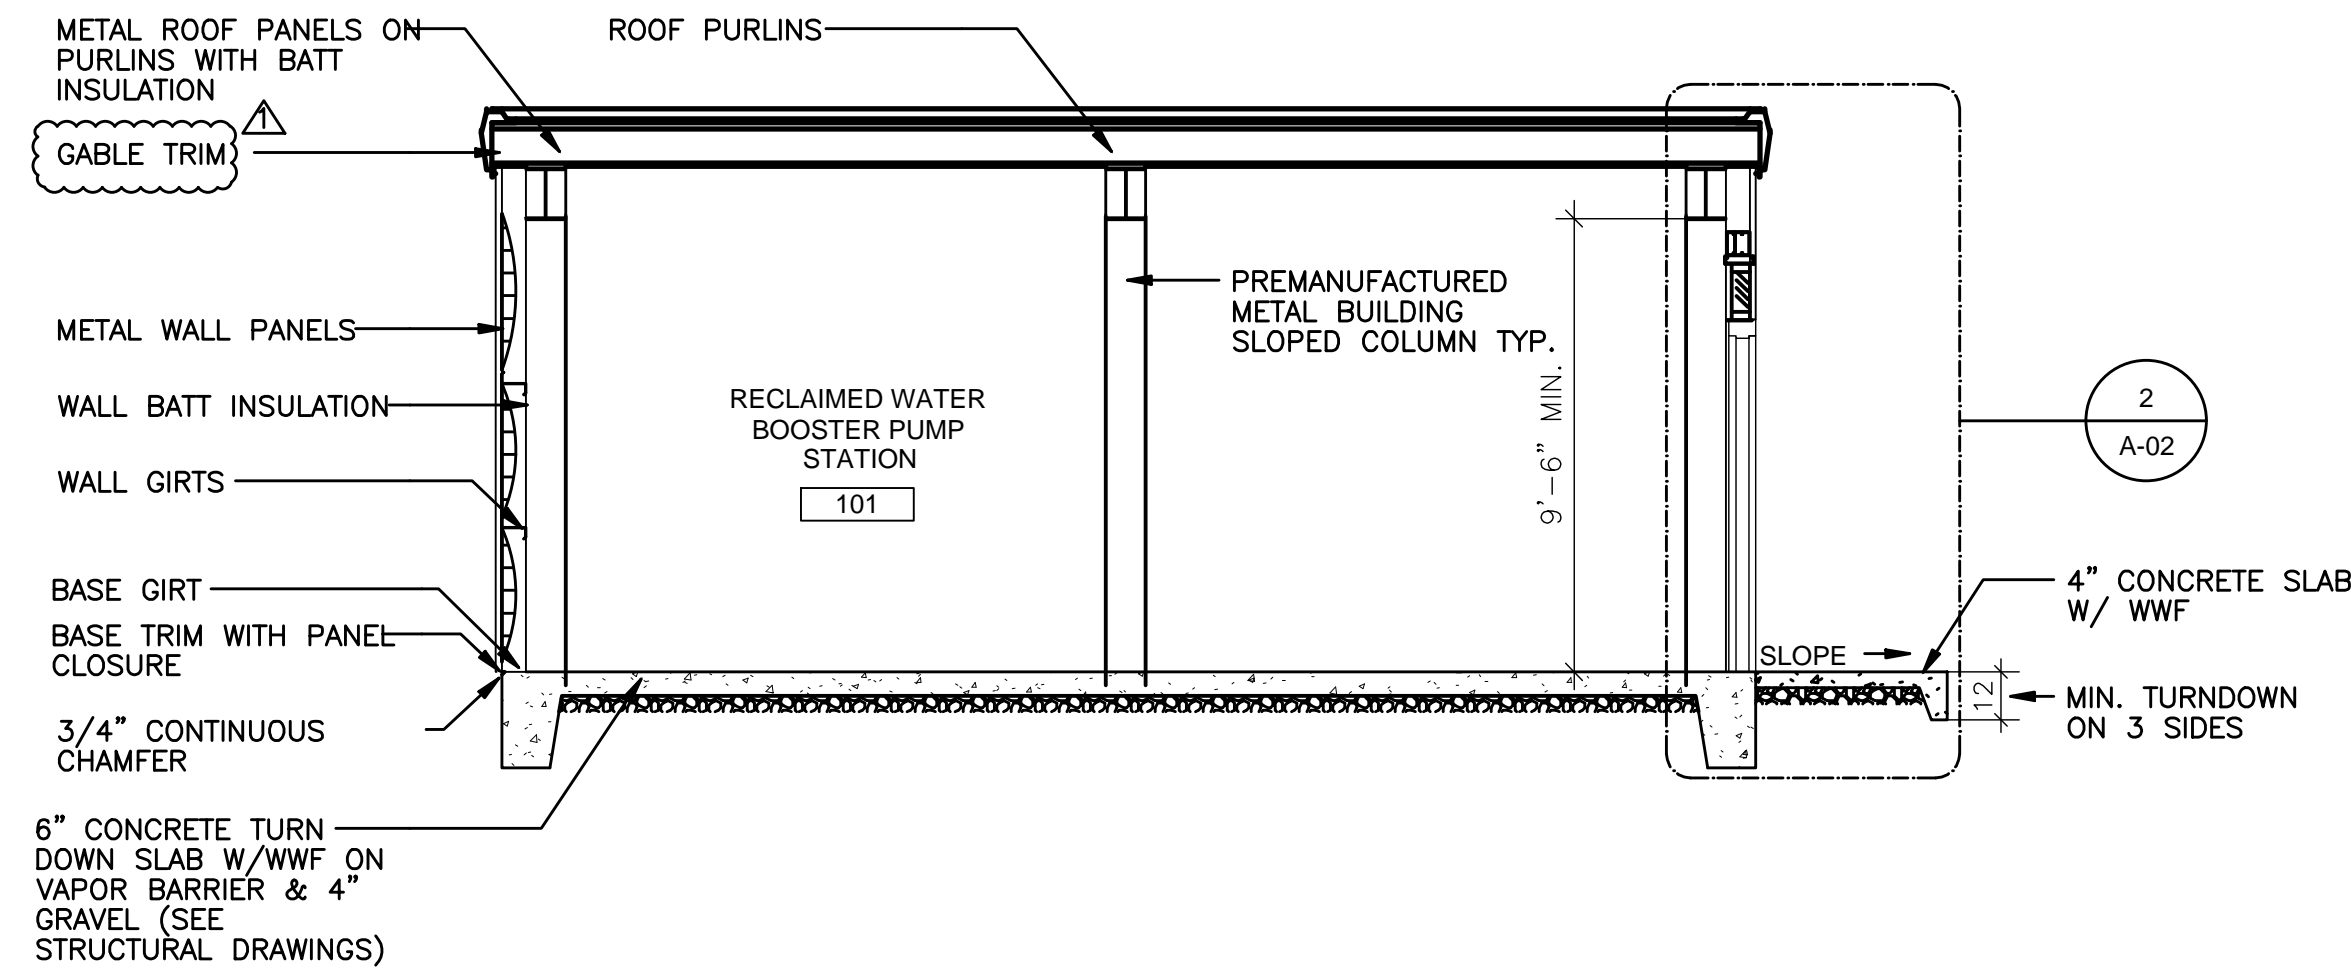 METAL ROOF PANELS ON
PURLINS WITH BATT
INSULATION
1
GABLE TRIM
ROOF PURLINS
METAL WALL PANELS
WALL BATT INSULATION
WALL GIRTS
BASE GIRT
BASE TRIM WITH PANEL
CLOSURE
3/4” CONTINUOUS
CHAMFER
6” CONCRETE TURN
DOWN SLAB W/WWF ON
VAPOR BARRIER & 4”
GRAVEL (SEE
STRUCTURAL DRAWINGS)
RECLAIMED WATER
BOOSTER PUMP
STATION
101
PREMANUFACTURED
METAL BUILDING
SLOPED COLUMN TYP.
9’-6” MIN.
2
A-02
4” CONCRETE SLAB
W/ WWF
SLOPE
12
MIN. TURNDOWN
ON 3 SIDES